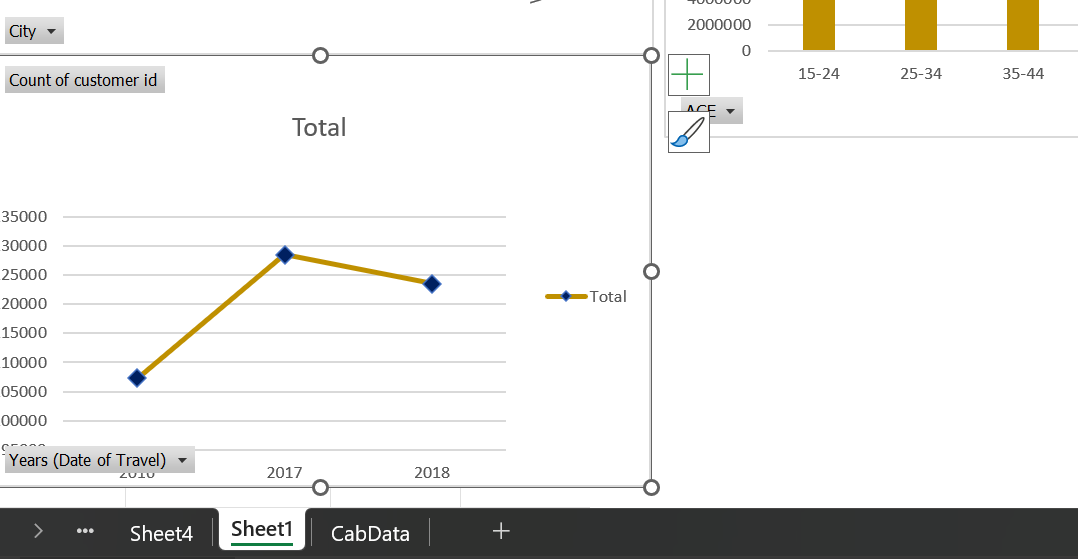 City
Count of customer id
Total
35000
30000
25000
20000
15000
10000
05000
00000
Total
Years (Date of Travel)
2016
2017
2018
2000000
0
15-24
25-34
35-44
AGE
Sheet4
Sheet1
CabData